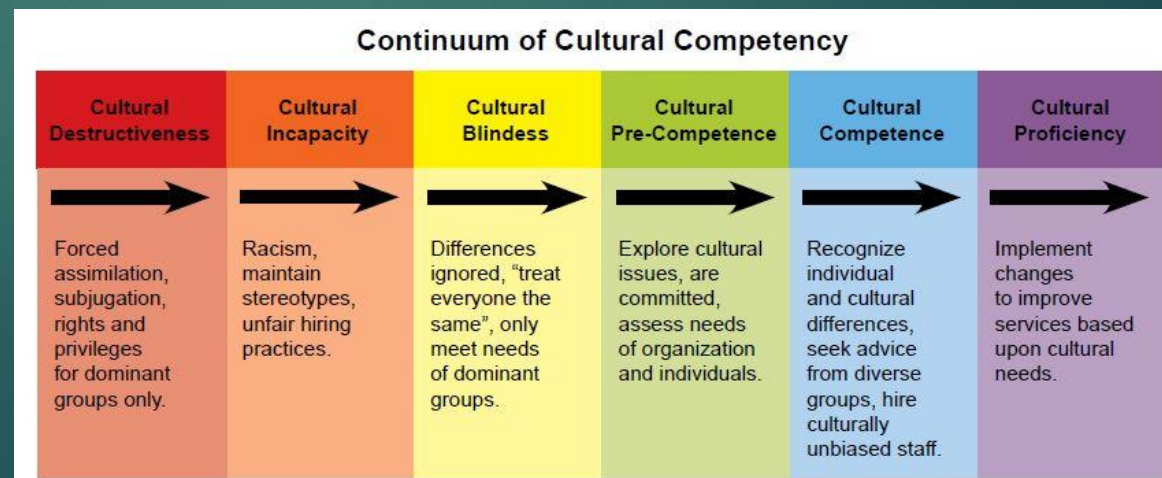 Continuum of Cultural Competency
Cultural
Destructiveness
Cultural
Incapacity
Cultural
Blindess
Cultural
Pre-Competence
Cultural
Competence
Cultural
Proficiency
Forced
assimilation,
subjugation,
rights and
privileges
for dominant
groups only.
Racism,
maintain
stereotypes,
unfair hiring
practices.
Differences
ignored, “treat
everyone the
same”, only
meet needs
of dominant
groups.
Explore cultural
issues, are
committed,
assess needs
of organization
and individuals.
Recognize
individual
and cultural
differences,
seek advice
from diverse
groups, hire
culturally
unbiased staff.
Implement
changes
to improve
services based
upon cultural
needs.